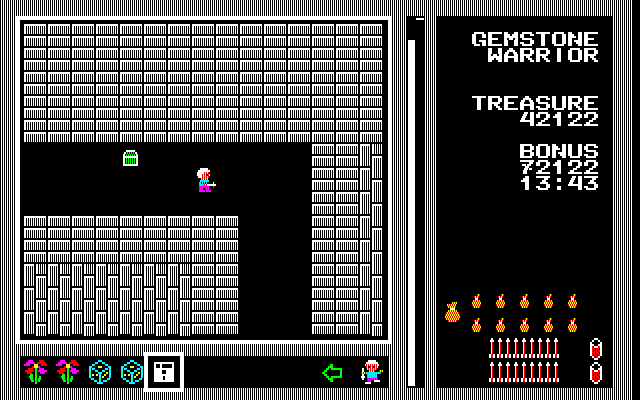 GEMSTONE
WARRIOR
TREASURE
42122
BONUS
72122
13:43